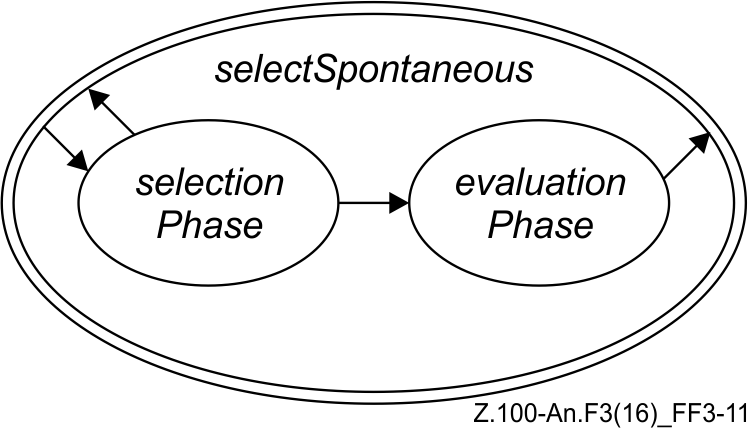 selectSpontaneous
selection
Phase
evaluation
Phase
Z.100-An.F3(16)_FF3-11